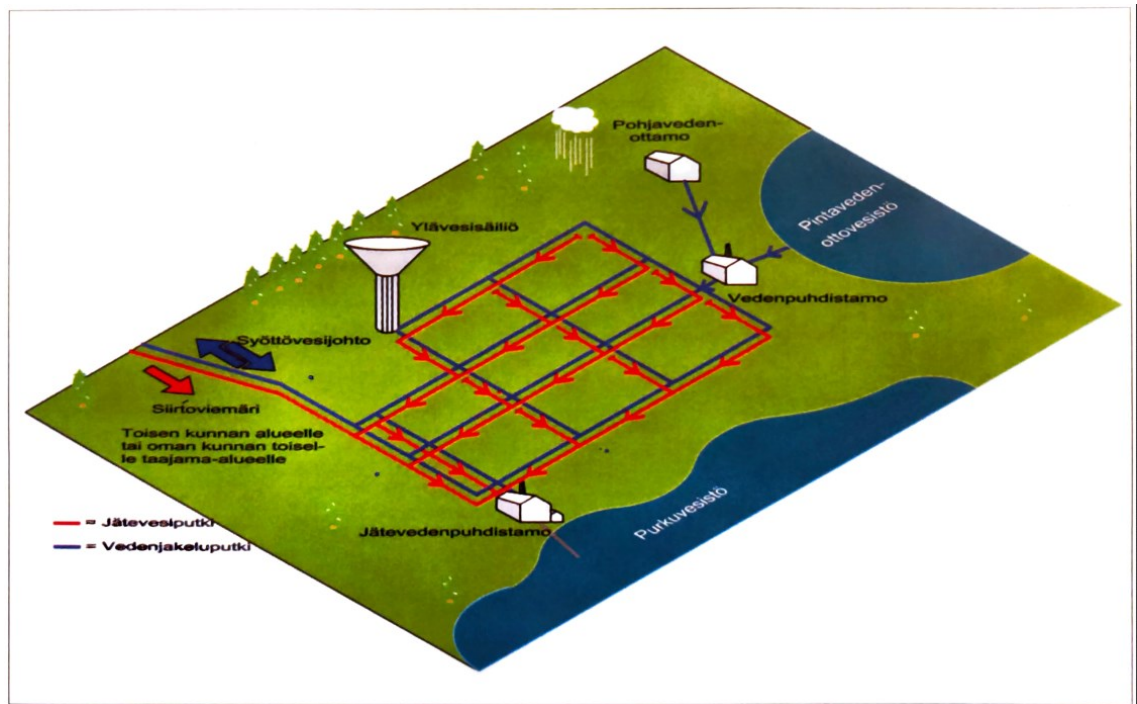 Pohjaveden-
ottamo
Pintaveden-
ottovesistö
Ylävesisäiliö
Vedenpuhdistamo
Syöttövesijohto
Siirtoviemäri
Toisen kunnan alueelle
tai oman kunnan toisel-
le taajama-alueelle
Purkuvesistö
Jätevedenpuhdistamo
= Jätevesiputki
= Vedenjakeluputki